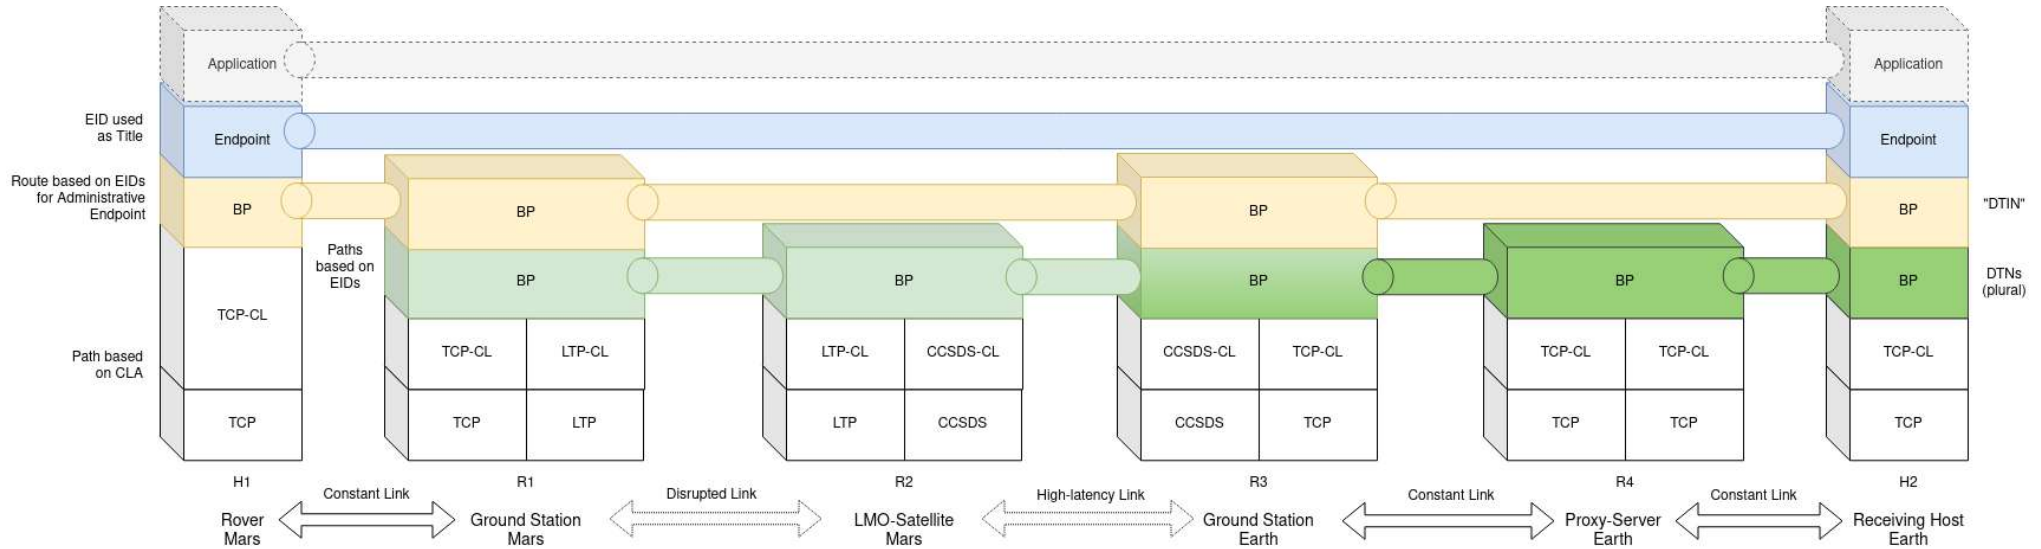 Application
Application
EID used
as Title
Endpoint
Endpoint
Route based on EIDs
for Administrative
Endpoint
BP
BP
BP
BP
"DTIN"
Paths
based on
EIDs
BP
BP
BP
BP
BP
DTNs
(plural)
Path based
on CLA
TCP-CL
TCP-CL
LTP-CL
LTP-CL
CCSDS-CL
CCSDS-CL
TCP-CL
TCP-CL
TCP-CL
TCP-CL
TCP
TCP
LTP
LTP
CCSDS
CCSDS
TCP
TCP
TCP
TCP
H1
R1
R2
R3
R4
H2
Constant Link
Disrupted Link
High-latency Link
Constant Link
Constant Link
Rover
Mars
Ground Station
Mars
LMO-Satellite
Mars
Ground Station
Earth
Proxy-Server
Earth
Receiving Host
Earth